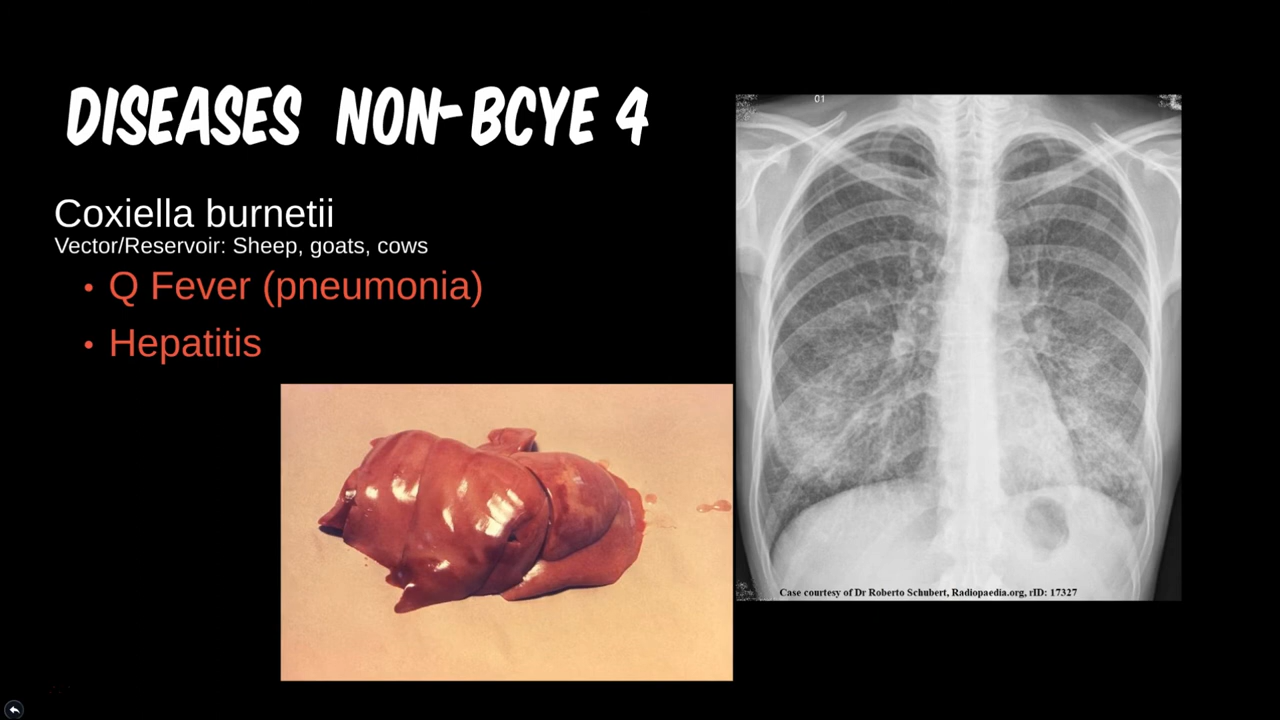 DISEASES NON-BCYE 4
Coxiella burnetii
Vector/Reservoir: Sheep, goats, cows
• Q Fever (pneumonia)
• Hepatitis
01
Case courtesy of Dr Roberto Schubert, Radiopaedia.org, rID: 17327